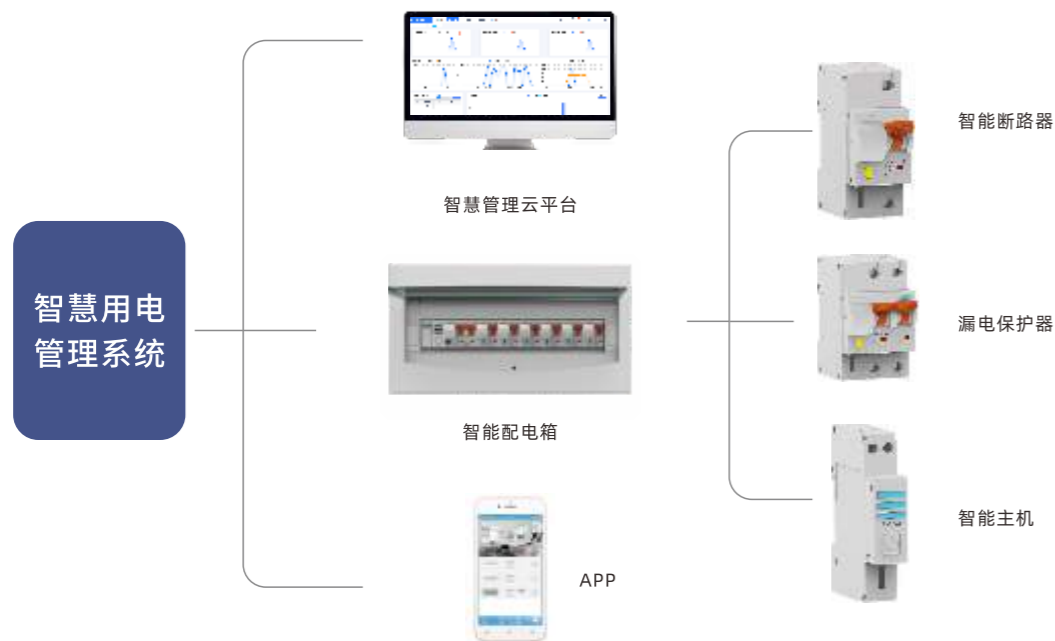 智慧用电
管理系统
智慧管理云平台
智能配电箱
APP
智能断路器
漏电保护器
智能主机